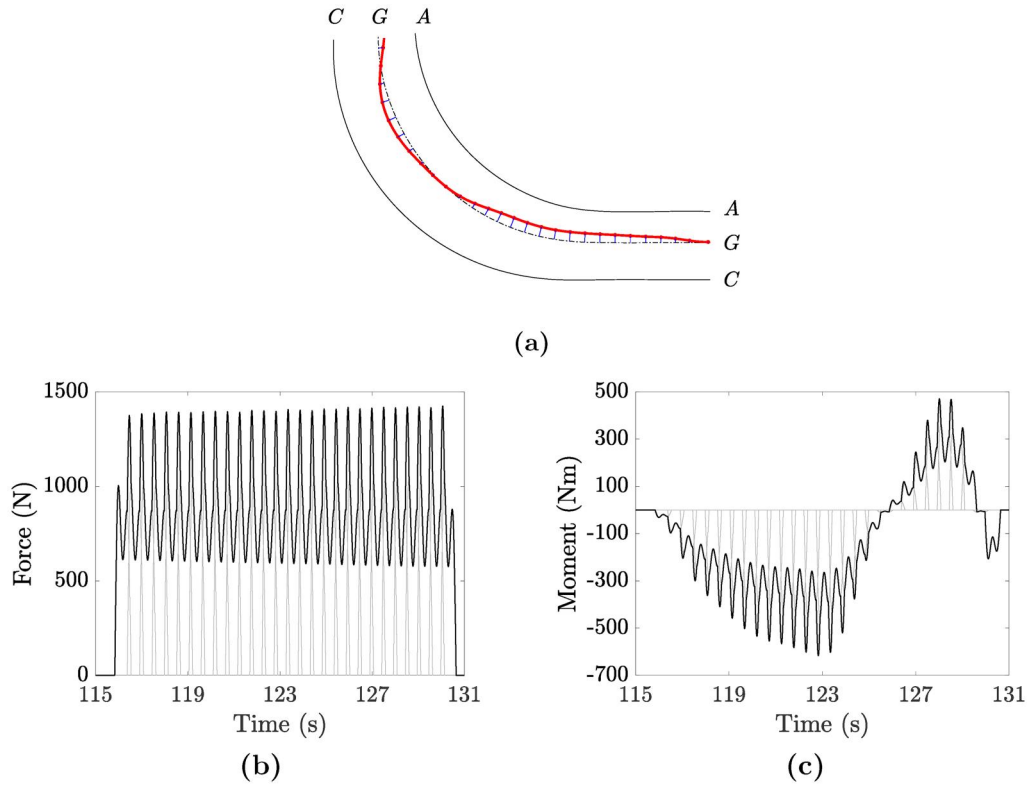 C G A
A
G
C
(a)
1500
1000
500
0
115 119 123 127 131
Force (N)
Time (s)
(b)
500
300
100
-100
-300
-500
-700
115 119 123 127 131
Moment (Nm)
Time (s)
(c)